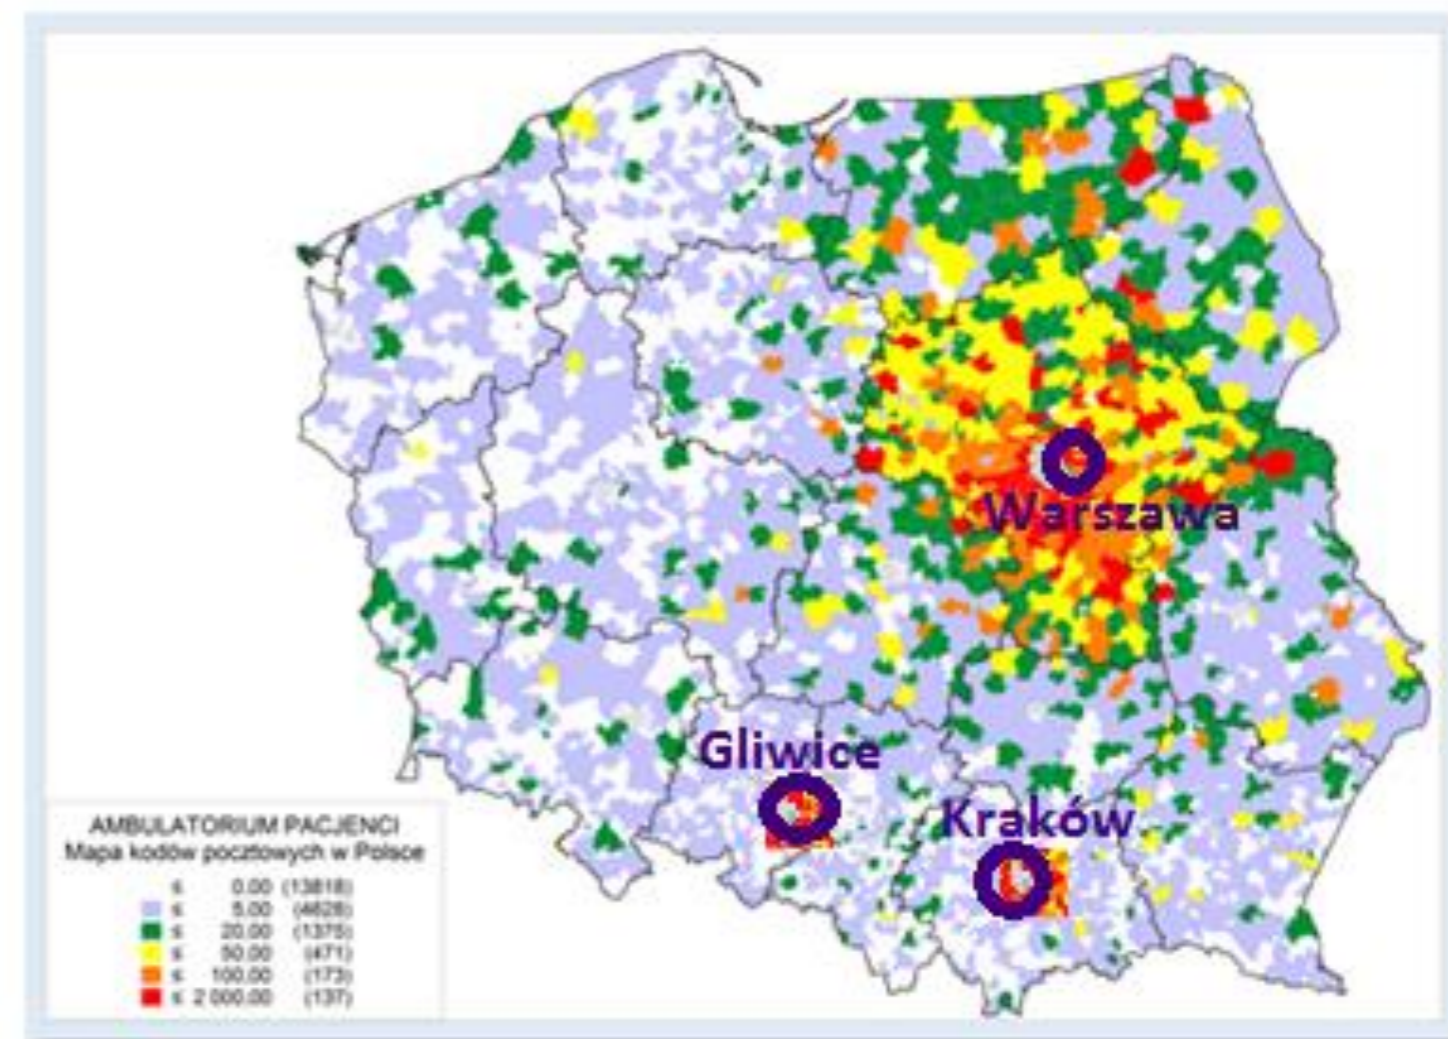 Warszawa
Gliwice
Kraków
AMBULATORIUM PACJENCI
Mapa kodów pocztowych w Polsce
≤ 0.00 (13818)
≤ 5.00 (4628)
≤ 20.00 (1375)
≤ 50.00 (471)
≤ 100.00 (173)
≤ 2 000.00 (137)